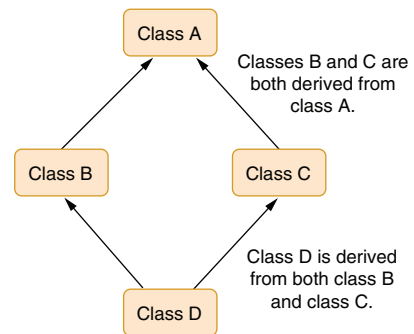 Class A
Classes B and C are
both derived from
class A.
Class B
Class C
Class D is derived
from both class B
and class C.
Class D